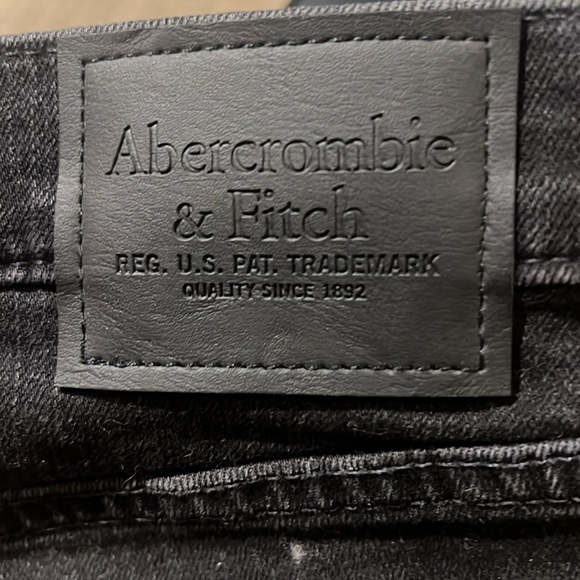 Abercrombie
& Fitch
REG. U.S. PAT. TRADEMARK
QUALITY SINCE 1892